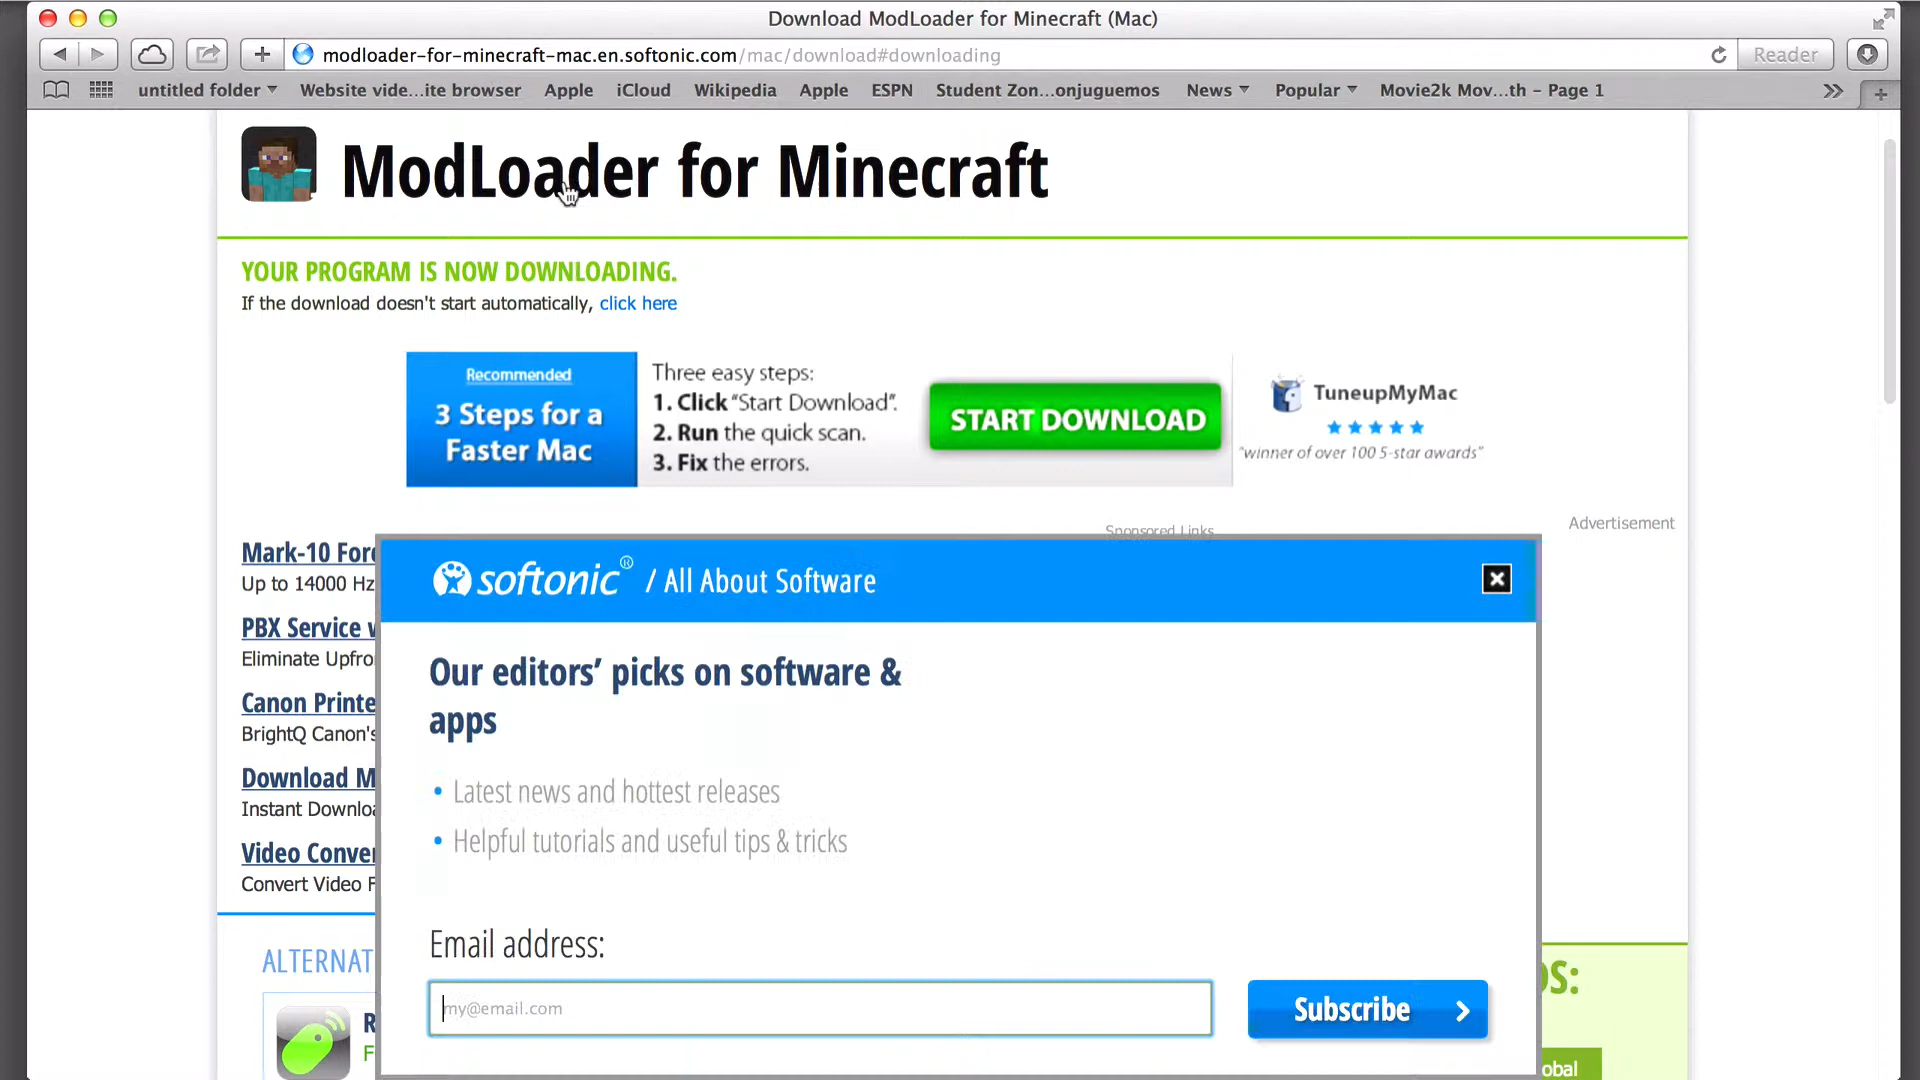 Download ModLoader for Minecraft (Mac)
modloader-for-minecraft-mac.en.softonic.com/mac/download#downloading
Reader
untitled folder
Website vide...ite browser
Apple
iCloud
Wikipedia
Apple
ESPN
Student Zon...onjuguemos
News
Popular
Movie2k Mov...th - Page 1
ModLoader for Minecraft
YOUR PROGRAM IS NOW DOWNLOADING.
If the download doesn't start automatically, click here
Recommended
3 Steps for a
Faster Mac
Three easy steps:
1. Click "Start Download".
2. Run the quick scan.
3. Fix the errors.
START DOWNLOAD
TuneupMyMac
"winner of over 100 5-star awards"
Sponsored Links
Advertisement
Mark-10 Ford
Up to 14000 Hz
PBX Service
Eliminate Upfro
Canon Printe
BrightQ Canon's
Download M
Instant Downloa
Video Conver
Convert Video F
ALTERNAT
R
F
softonic® / All About Software
Our editors' picks on software &
apps
• Latest news and hottest releases
• Helpful tutorials and useful tips & tricks
Email address:
my@email.com
Subscribe
OS:
obal